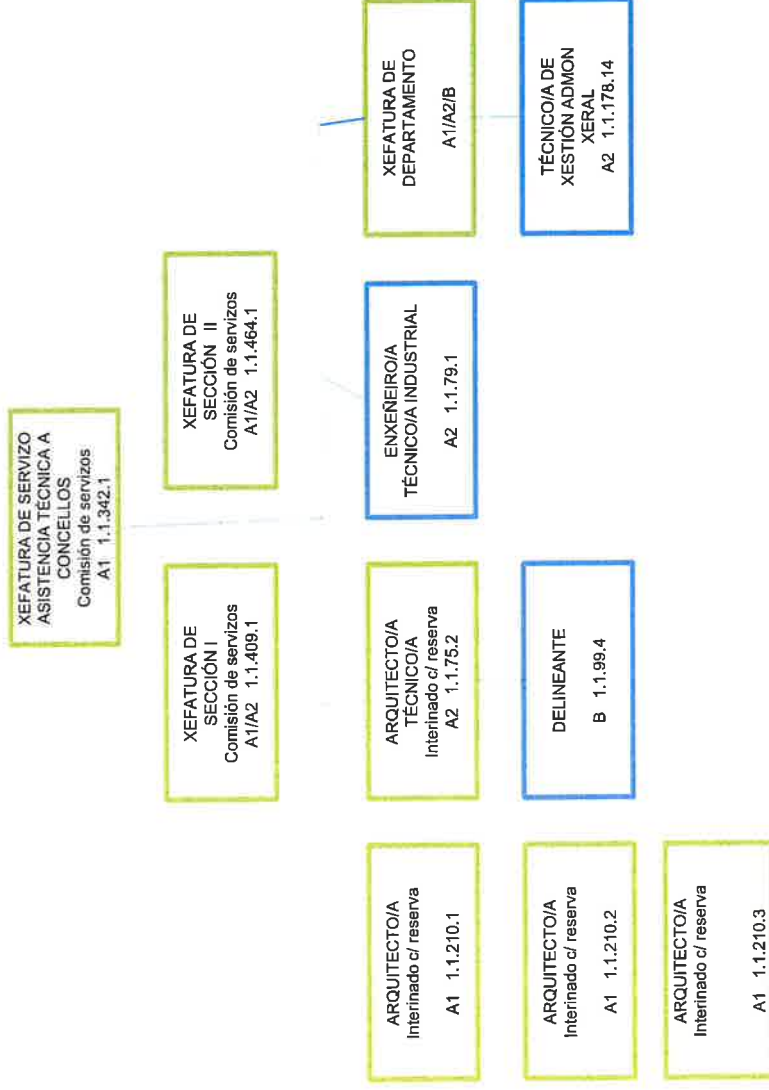 XEFATURA DE SERVIZO
ASISTENCIA TÉCNICA A
CONCELLOS
Comisión de servizos
A1 1.1.342.1
XEFATURA DE
SECCIÓN I
Comisión de servizos
A1/A2 1.1.409.1
XEFATURA DE
SECCIÓN II
Comisión de servizos
A1/A2 1.1.464.1
ARQUITECTO/A
Interinado c/ reserva
A1 1.1.210.1
ARQUITECTO/A
TÉCNICO/A
Interinado c/ reserva
A2 1.1.75.2
ENXEÑEIRO/A
TÉCNICO/A INDUSTRIAL
A2 1.1.79.1
XEFATURA DE
DEPARTAMENTO
A1/A2/B
ARQUITECTO/A
Interinado c/ reserva
A1 1.1.210.2
DELINEANTE
B 1.1.99.4
TÉCNICO/A DE
XESTIÓN ADMON
XERAL
A2 1.1.178.14
ARQUITECTO/A
Interinado c/ reserva
A1 1.1.210.3